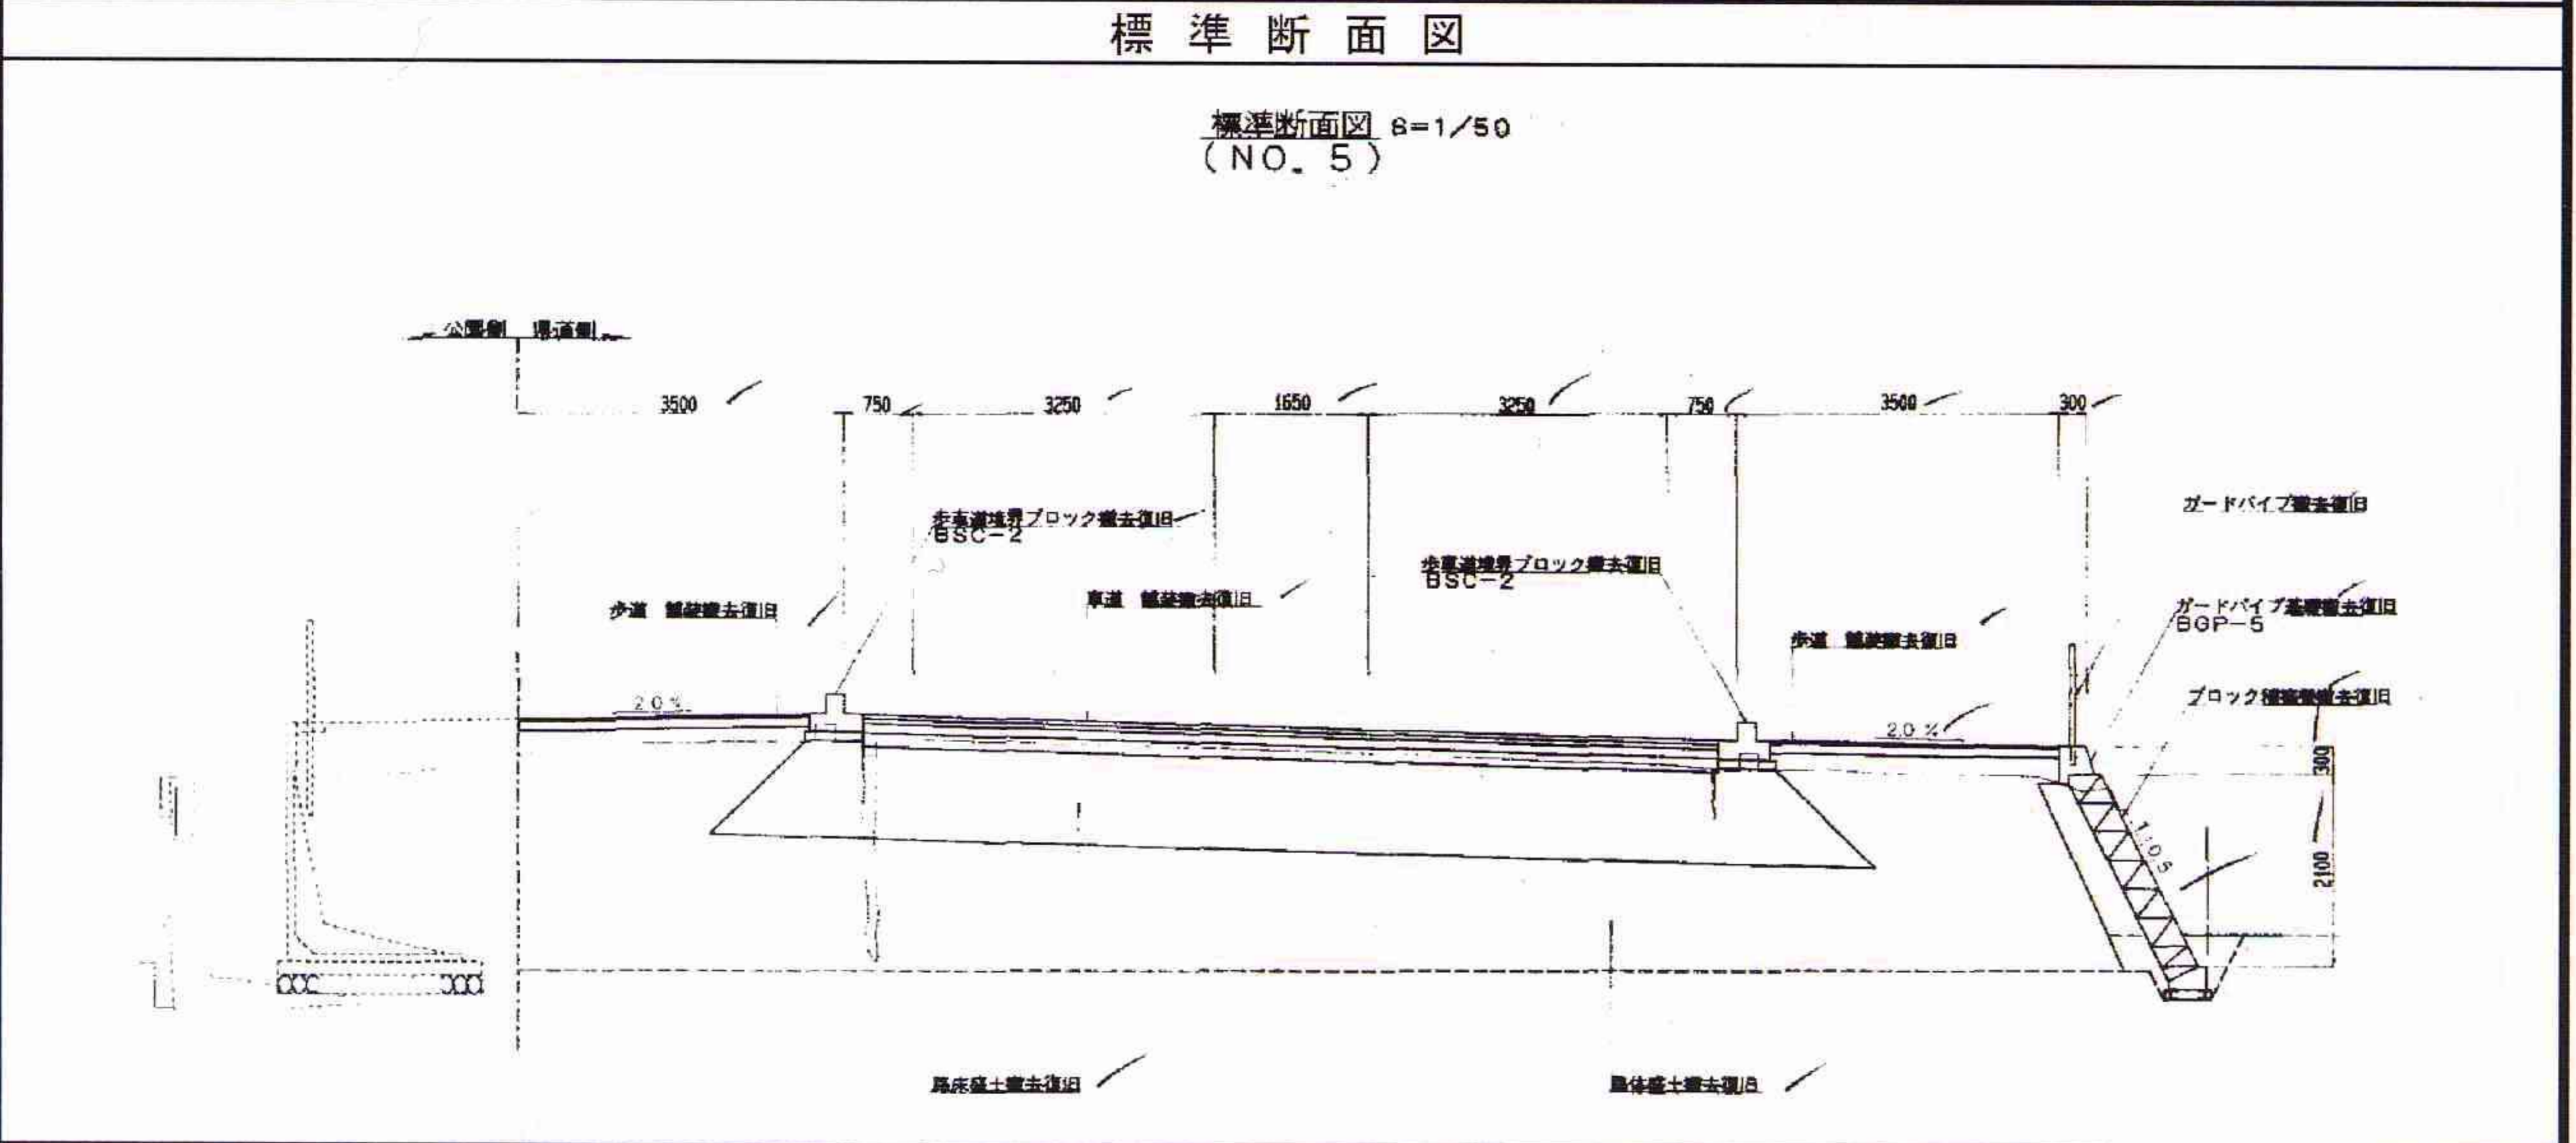 標準断面図
標準断面図 S=1/50
(NO. 5)
公園側 県道側
3500 750 3250 1650 3250 750 3500 300
ガードパイプ撤去復旧
歩車道境界ブロック撤去復旧
BSC-2
歩車道境界ブロック撤去復旧
BSC-2
歩道 舗装撤去復旧
車道 舗装撤去復旧
ガードパイプ基礎撤去復旧
BGP-5
歩道 舗装撤去復旧
ブロック積擁壁撤去復旧
2.0%
2.0%
300
1:0.5
2100
路床盛土撤去復旧
路体盛土撤去復旧